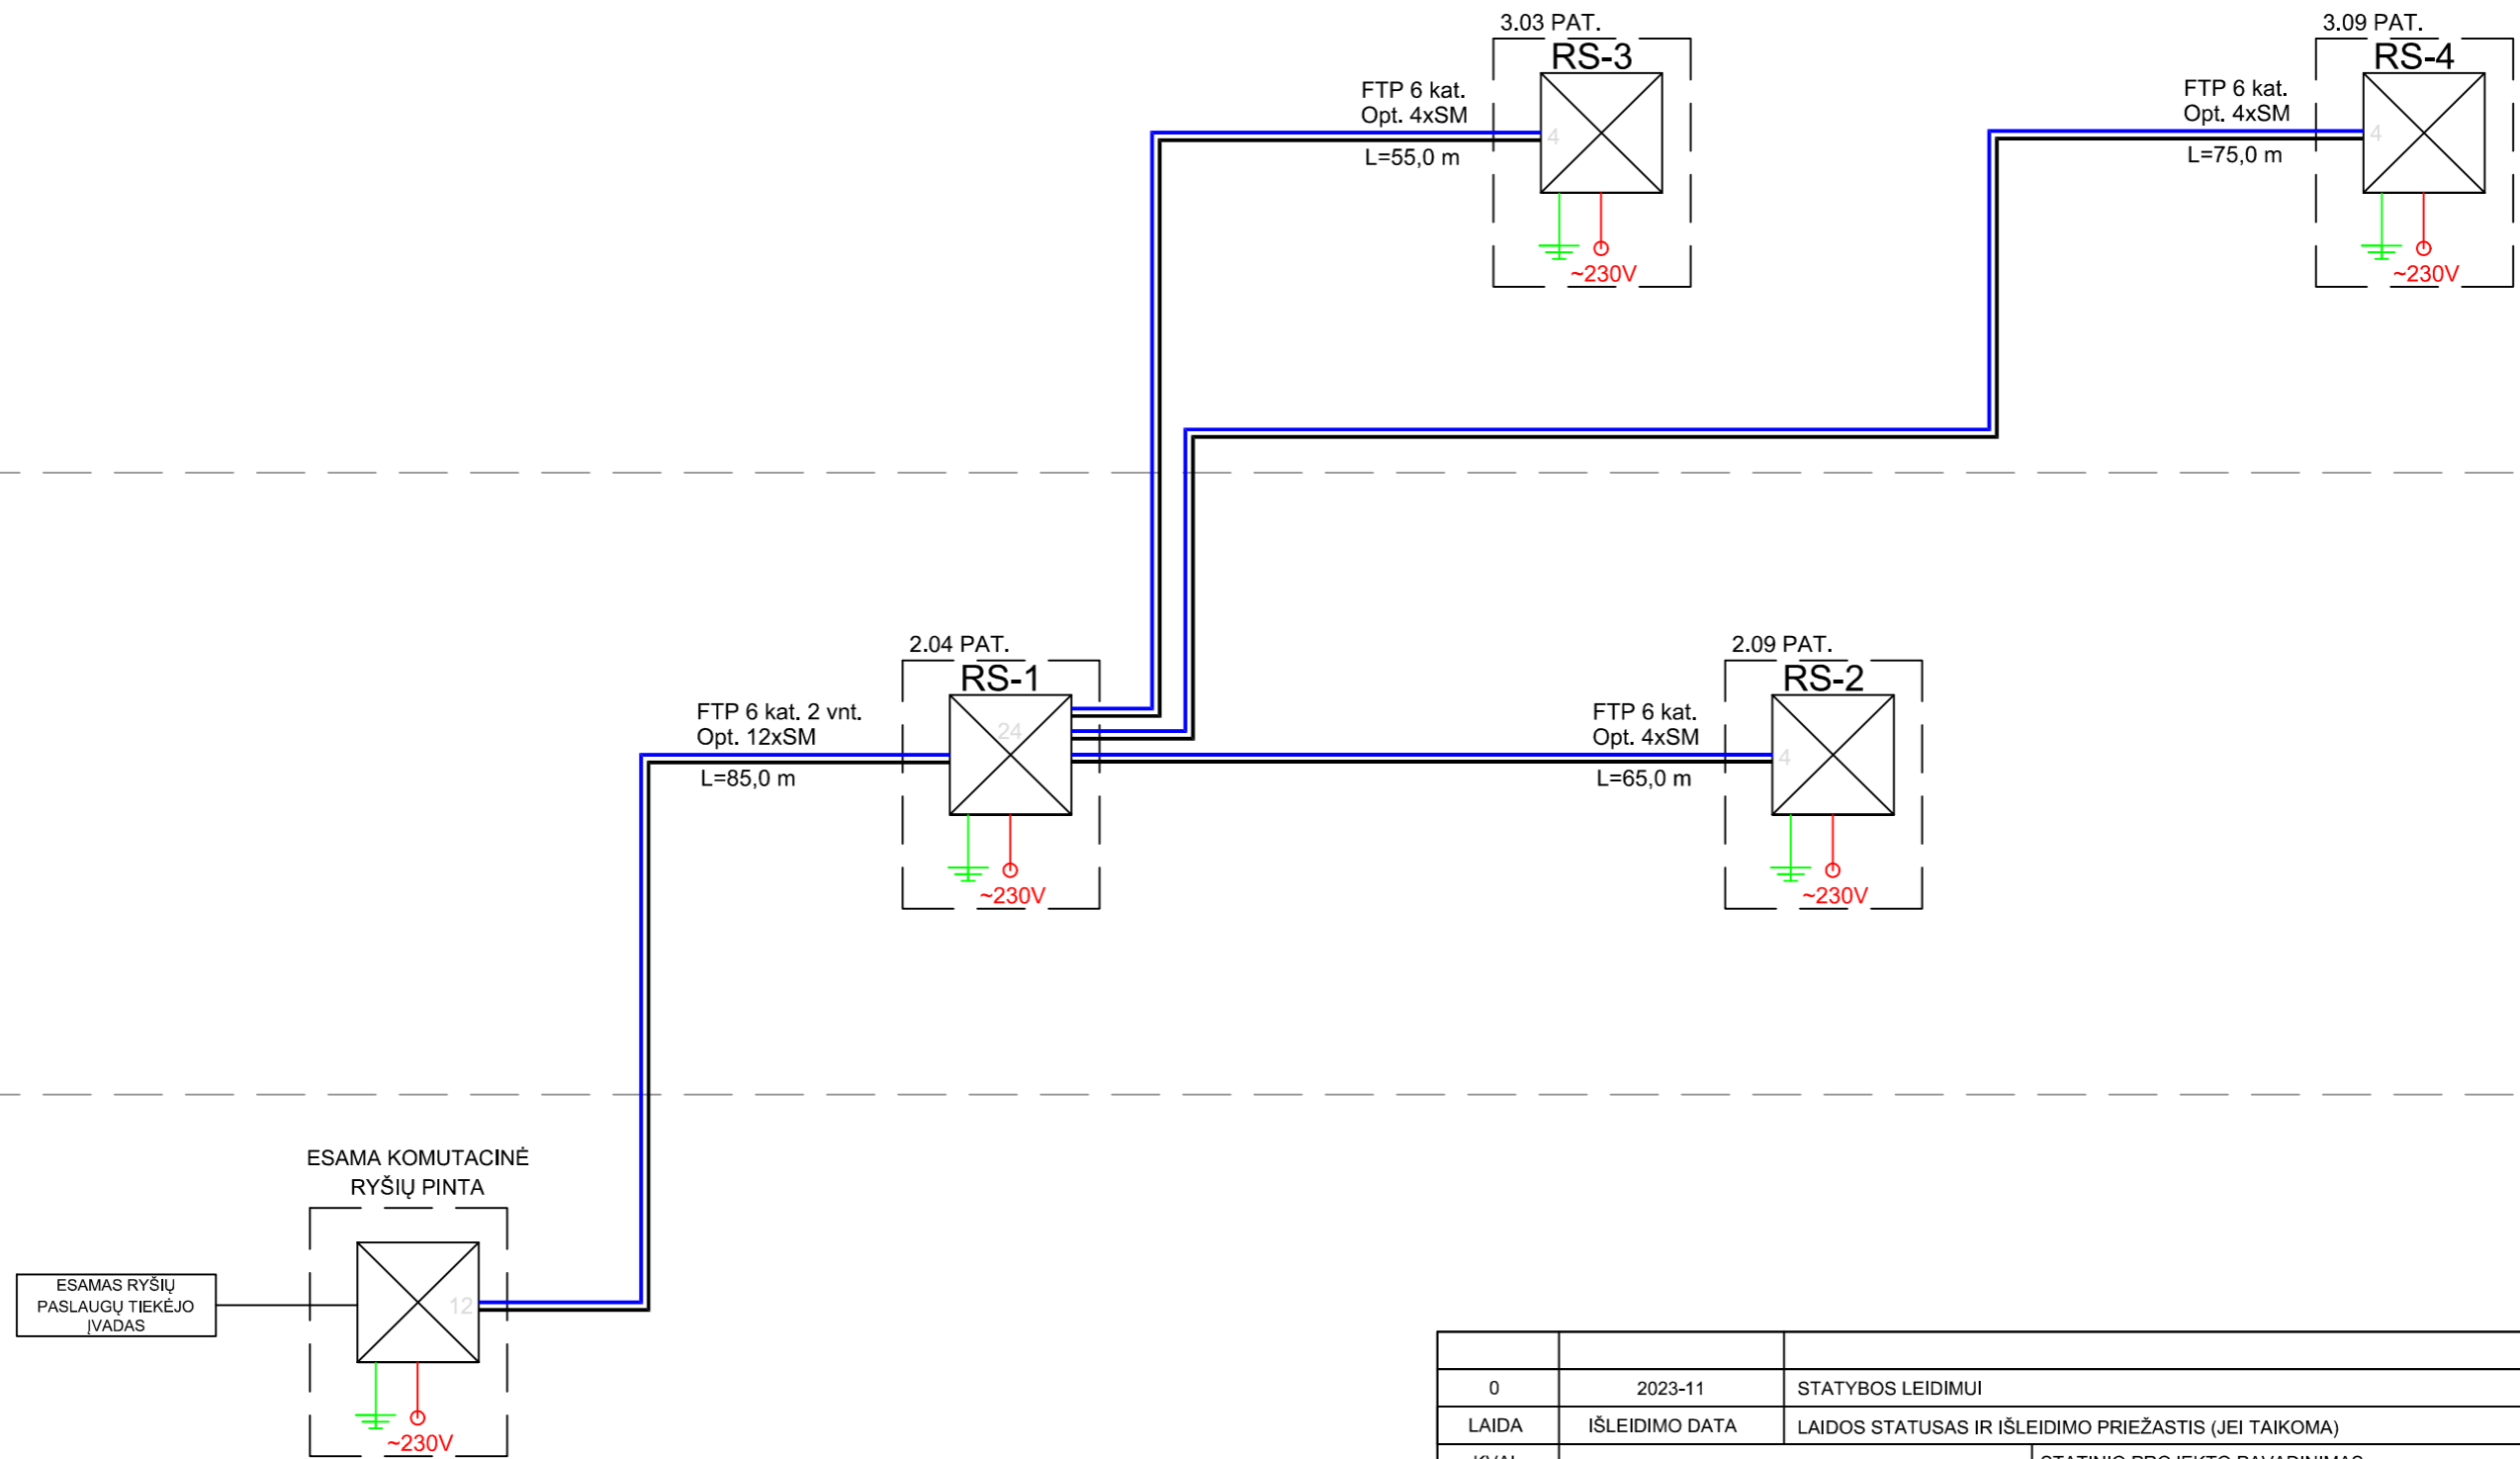 3.03 PAT.
RS-3
FTP 6 kat.
Opt. 4xSM
4
L=55,0 m
~230V
3.09 PAT.
RS-4
FTP 6 kat.
Opt. 4xSM
4
L=75,0 m
~230V
2.04 PAT.
RS-1
FTP 6 kat. 2 vnt.
Opt. 12xSM
24
L=85,0 m
~230V
2.09 PAT.
RS-2
FTP 6 kat.
Opt. 4xSM
4
L=65,0 m
~230V
ESAMA KOMUTACINĖ
RYŠIŲ PINTA
12
~230V
ESAMAS RYŠIŲ
PASLAUGŲ TIEKĖJO
ĮVADAS
0 2023-11 STATYBOS LEIDIMUI
LAIDA IŠLEIDIMO DATA LAIDOS STATUSAS IR IŠLEIDIMO PRIEŽASTIS (JEI TAIKOMA)
STATINIO PROJEKTO PAVADINIMAS